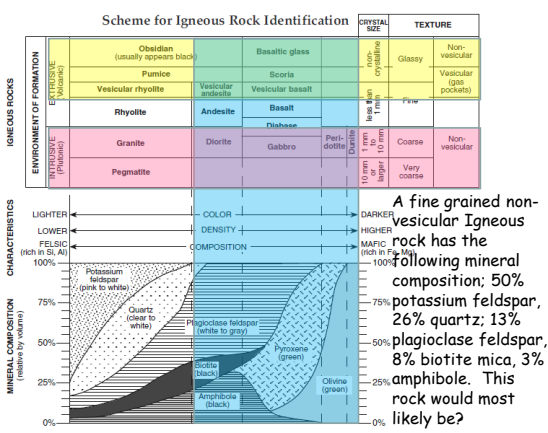 Scheme for Igneous Rock Identification
CRYSTAL SIZE
TEXTURE
IGNEOUS ROCKS
ENVIRONMENT OF FORMATION
EXTRUSIVE
(Volcanic)
Obsidian
(usually appears black)
Basaltic glass
non-
crystalline
Glassy
Non-
vesicular
Pumice
Scoria
Vesicular
(gas
pockets)
Vesicular rhyolite
Vesicular
andesite
Vesicular basalt
less than
1 mm
Fine
Rhyolite
Andesite
Basalt
Diabase
INTRUSIVE
(Plutonic)
Granite
Diorite
Gabbro
Peri-
dotite
Dunite
1 mm
to
10 mm
Coarse
Non-
vesicular
Pegmatite
10 mm
or
larger
Very
coarse
CHARACTERISTICS
LIGHTER
COLOR
DARKER
LOWER
DENSITY
HIGHER
FELSIC
(rich in Si, Al)
COMPOSITION
MAFIC
(rich in Fe, Mg)
MINERAL COMPOSITION
(relative by volume)
100%
75%
50%
25%
0%
Potassium
feldspar
(pink to white)
Quartz
(clear to
white)
Plagioclase feldspar
(white to gray)
Biotite
(black)
Amphibole
(black)
Pyroxene
(green)
Olivine
(green)
100%
75%
50%
25%
0%
A fine grained non-
vesicular Igneous
rock has the
following mineral
composition; 50%
potassium feldspar,
26% quartz; 13%
plagioclase feldspar,
8% biotite mica, 3%
amphibole. This
rock would most
likely be?